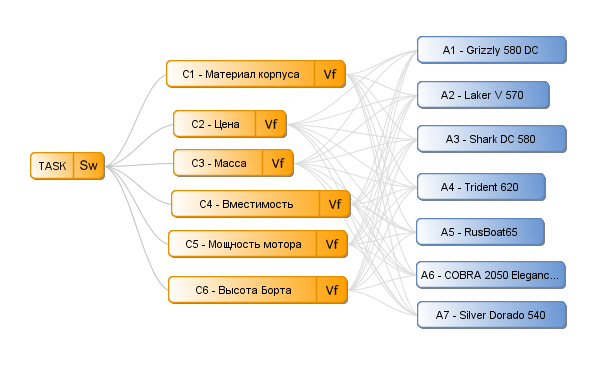 TASK Sw
C1 - Материал корпуса Vf
C2 - Цена Vf
C3 - Масса Vf
C4 - Вместимость Vf
C5 - Мощность мотора Vf
C6 - Высота Борта Vf
A1 - Grizzly 580 DC
A2 - Laker V 570
A3 - Shark DC 580
A4 - Trident 620
A5 - RusBoat65
A6 - COBRA 2050 Eleganc...
A7 - Silver Dorado 540